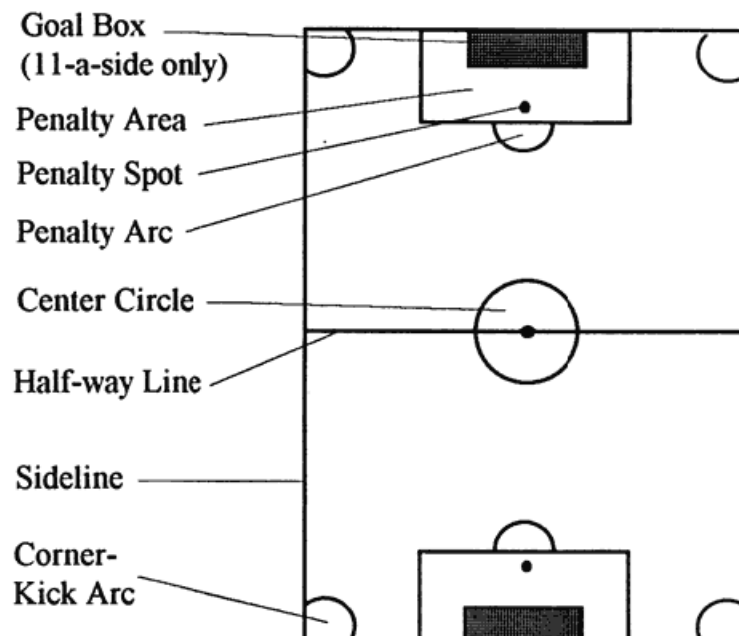 Goal Box
(11-a-side only)
Penalty Area
Penalty Spot
Penalty Arc
Center Circle
Half-way Line
Sideline
Corner-
Kick Arc